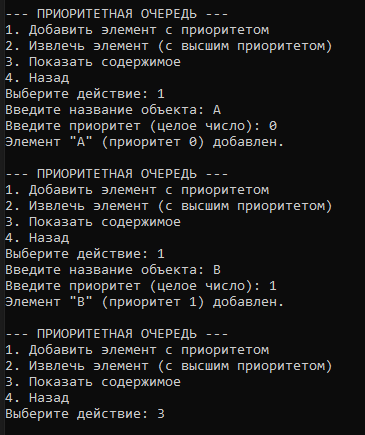 --- ПРИОРИТЕТНАЯ ОЧЕРЕДЬ ---
1. Добавить элемент с приоритетом
2. Извлечь элемент (с высшим приоритетом)
3. Показать содержимое
4. Назад
Выберите действие: 1
Введите название объекта: A
Введите приоритет (целое число): 0
Элемент "A" (приоритет 0) добавлен.

--- ПРИОРИТЕТНАЯ ОЧЕРЕДЬ ---
1. Добавить элемент с приоритетом
2. Извлечь элемент (с высшим приоритетом)
3. Показать содержимое
4. Назад
Выберите действие: 1
Введите название объекта: B
Введите приоритет (целое число): 1
Элемент "B" (приоритет 1) добавлен.

--- ПРИОРИТЕТНАЯ ОЧЕРЕДЬ ---
1. Добавить элемент с приоритетом
2. Извлечь элемент (с высшим приоритетом)
3. Показать содержимое
4. Назад
Выберите действие: 3